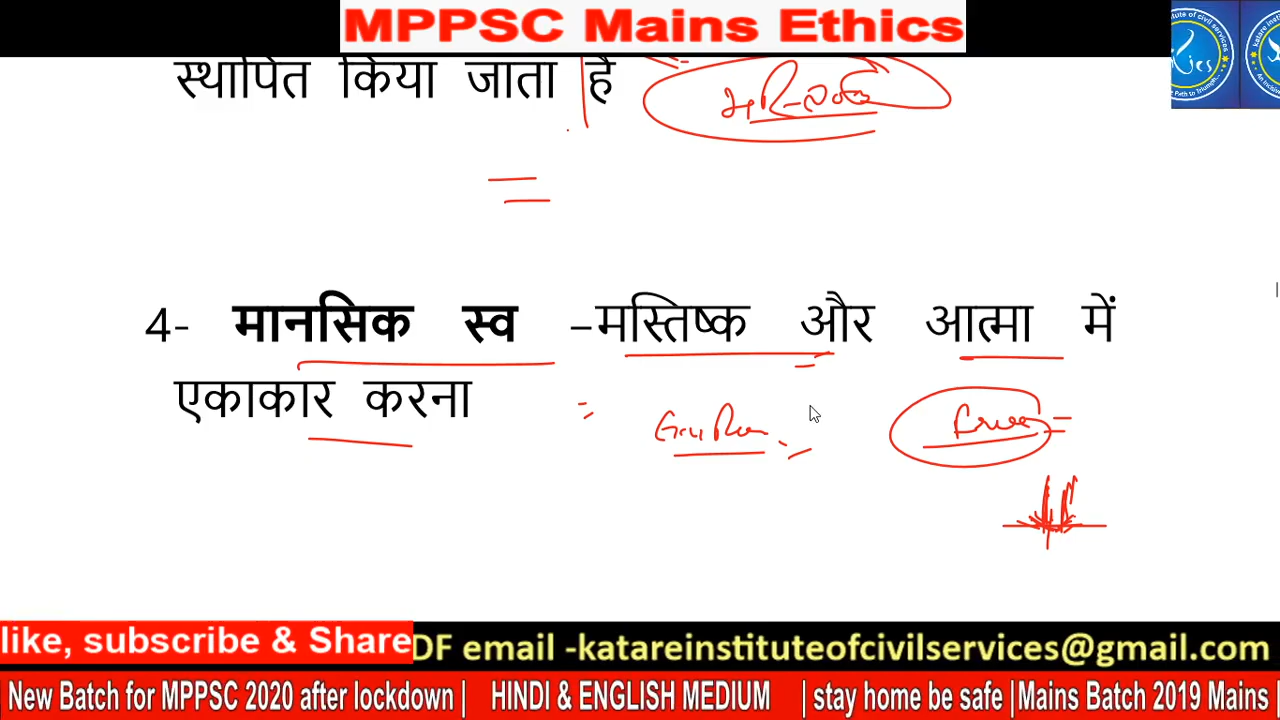 MPPSC Mains Ethics
स्थापित किया जाता है
4- मानसिक स्व –मस्तिष्क और आत्मा में
एकाकार करना
like, subscribe & Share DF email -katareinstituteofcivilservices@gmail.com
New Batch for MPPSC 2020 after lockdown | HINDI & ENGLISH MEDIUM | stay home be safe |Mains Batch 2019 Mains |